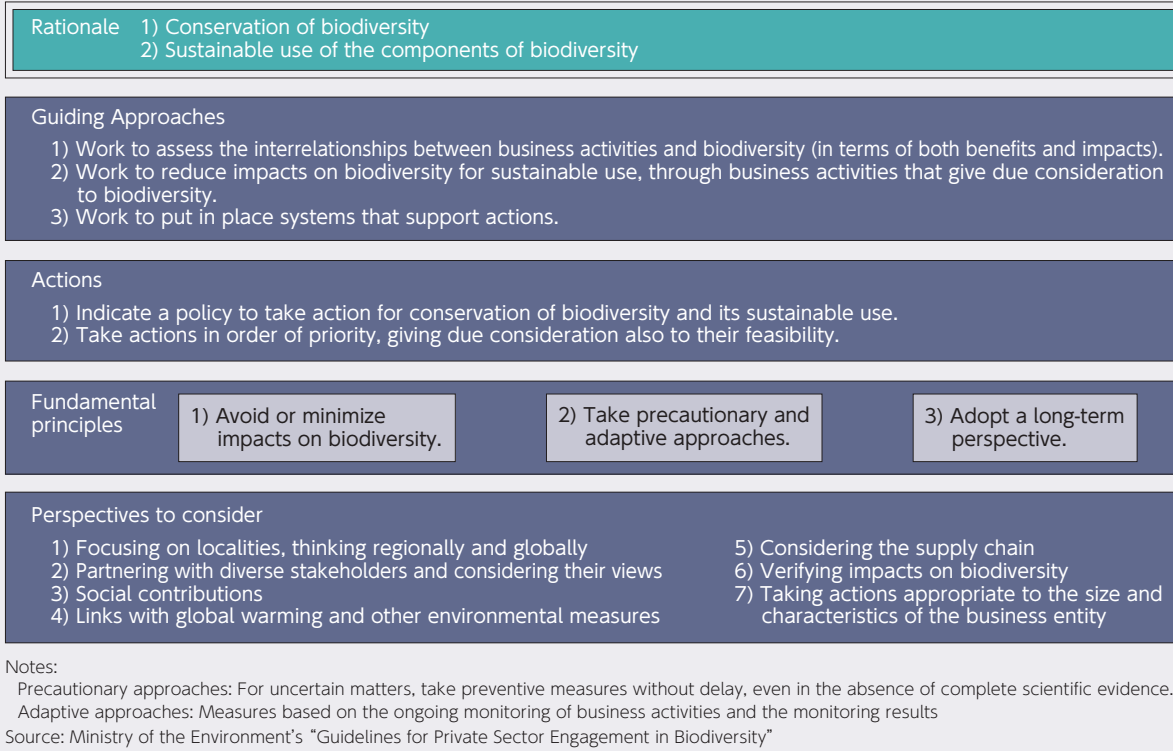 Rationale 1) Conservation of biodiversity
2) Sustainable use of the components of biodiversity
Guiding Approaches
1) Work to assess the interrelationships between business activities and biodiversity (in terms of both benefits and impacts).
2) Work to reduce impacts on biodiversity for sustainable use, through business activities that give due consideration
to biodiversity.
3) Work to put in place systems that support actions.
Actions
1) Indicate a policy to take action for conservation of biodiversity and its sustainable use.
2) Take actions in order of priority, giving due consideration also to their feasibility.
Fundamental
principles
1) Avoid or minimize
impacts on biodiversity.
2) Take precautionary and
adaptive approaches.
3) Adopt a long-term
perspective.
Perspectives to consider
1) Focusing on localities, thinking regionally and globally
2) Partnering with diverse stakeholders and considering their views
3) Social contributions
4) Links with global warming and other environmental measures
5) Considering the supply chain
6) Verifying impacts on biodiversity
7) Taking actions appropriate to the size and
characteristics of the business entity
Notes:
Precautionary approaches: For uncertain matters, take preventive measures without delay, even in the absence of complete scientific evidence.
Adaptive approaches: Measures based on the ongoing monitoring of business activities and the monitoring results
Source: Ministry of the Environment's “Guidelines for Private Sector Engagement in Biodiversity”